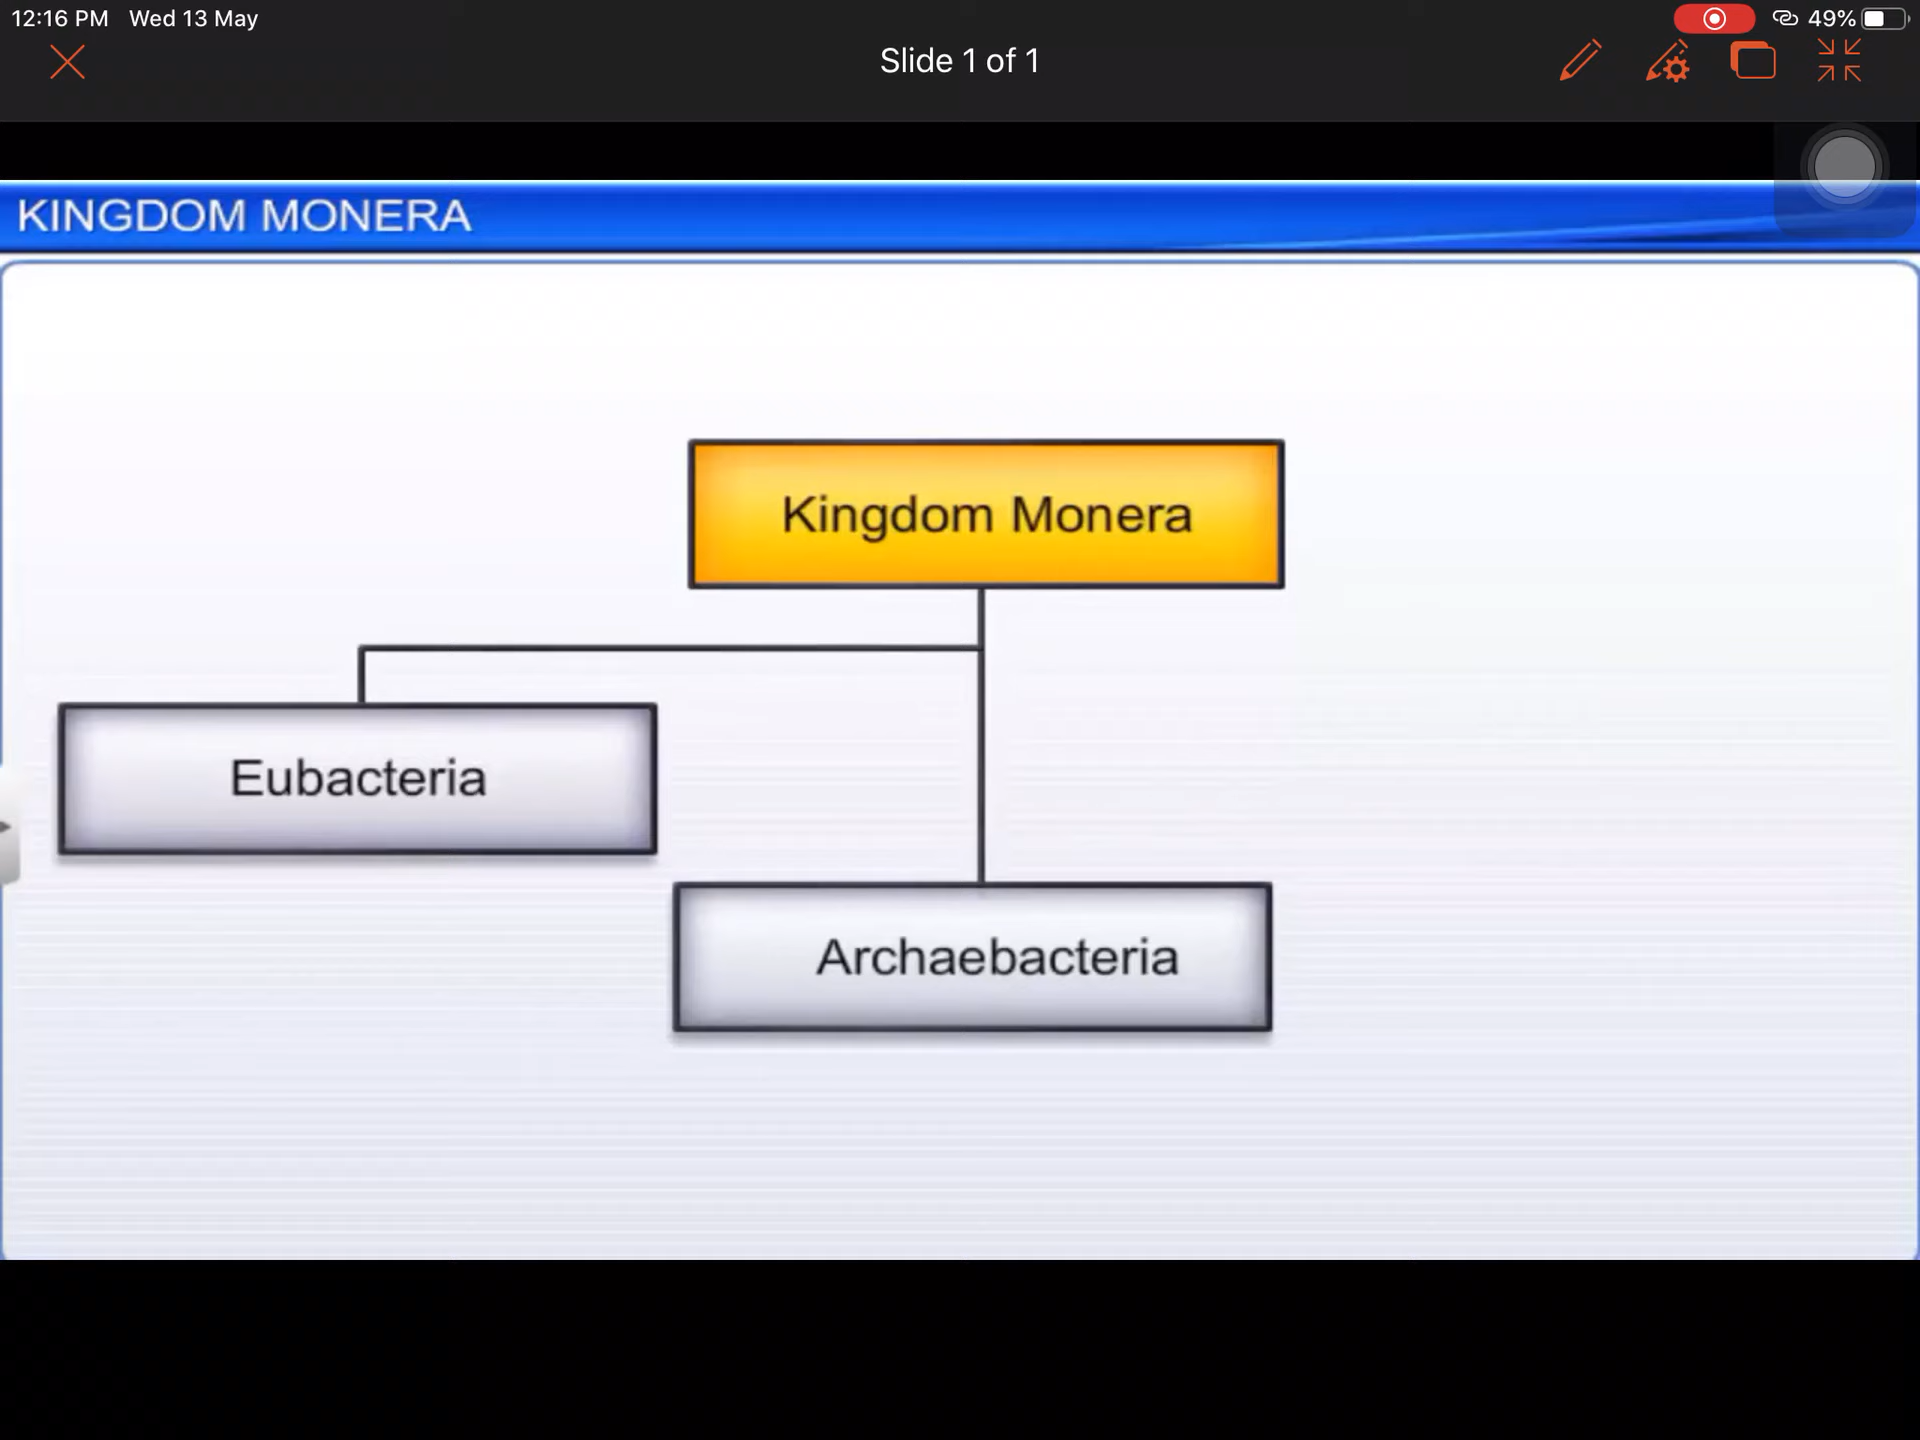 12:16 PM Wed 13 May
49%
Slide 1 of 1
KINGDOM MONERA
Kingdom Monera
Eubacteria
Archaebacteria